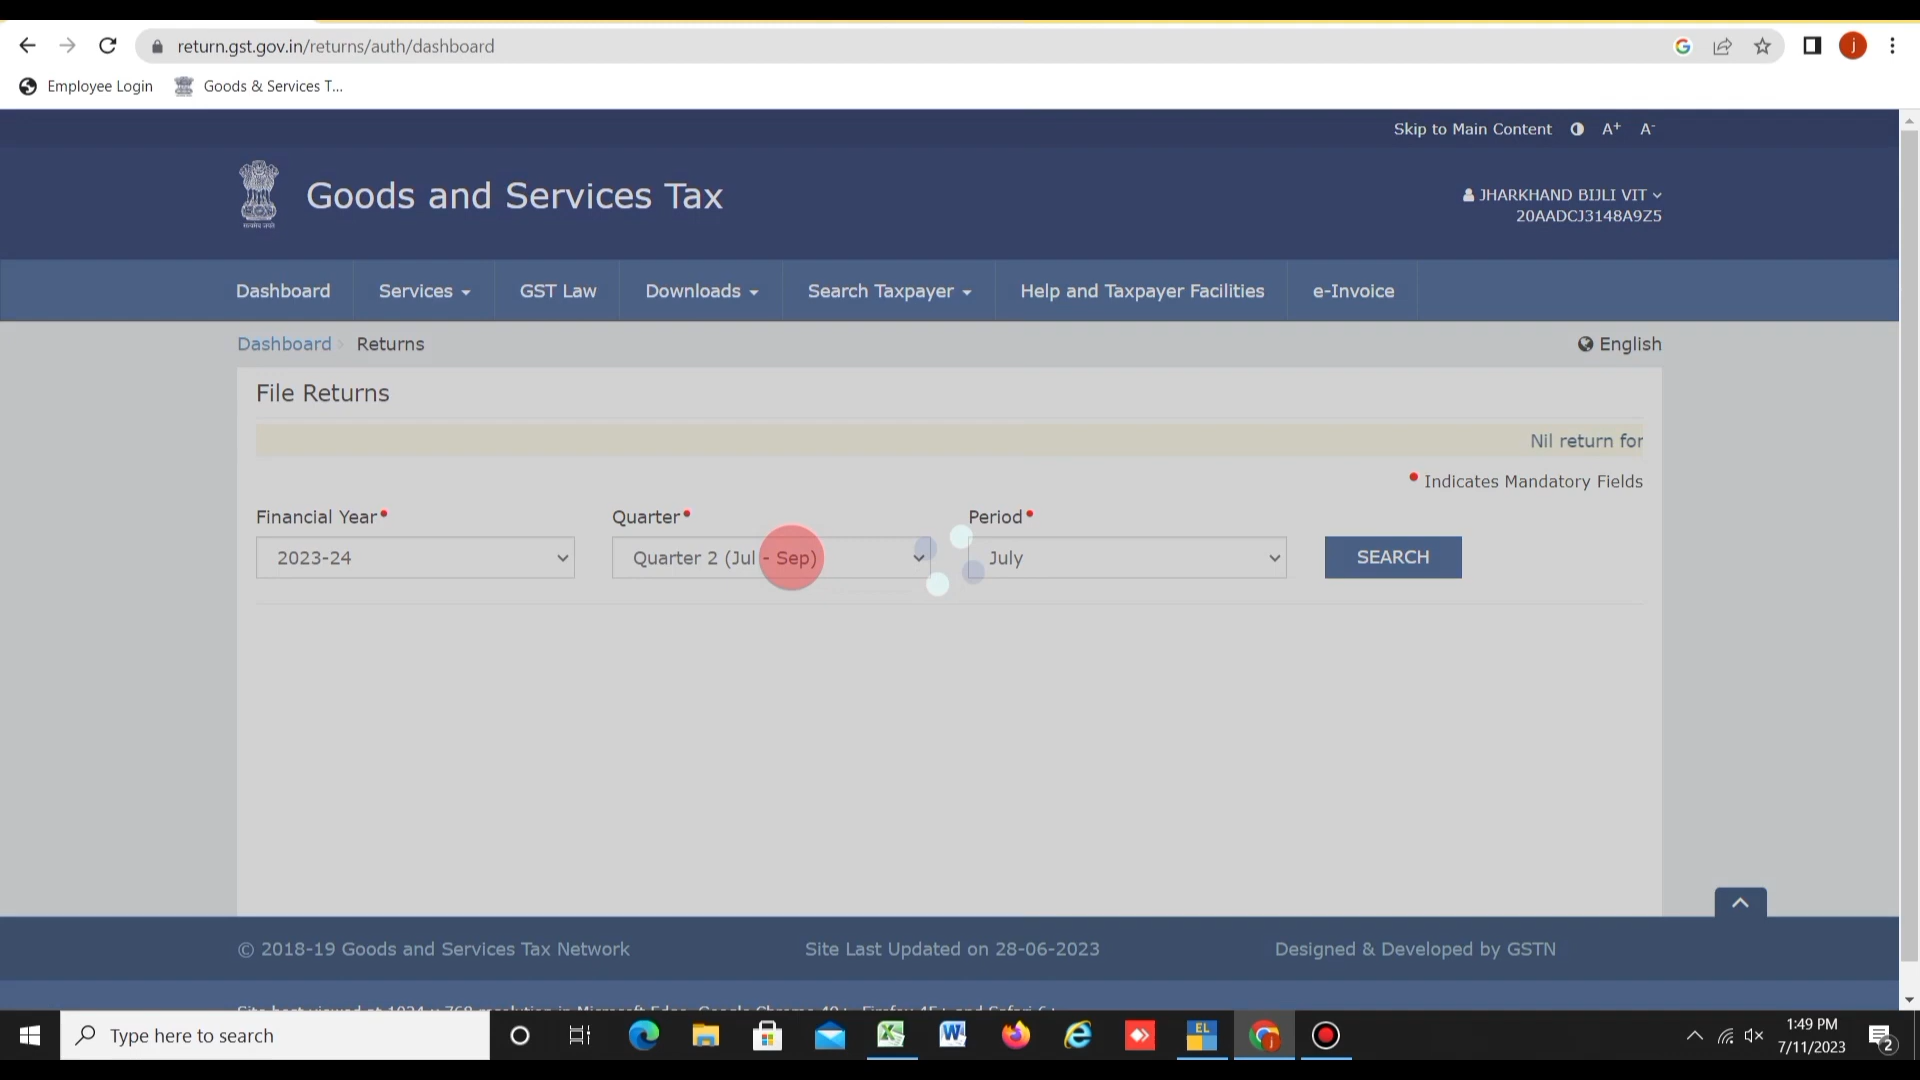 return.gst.gov.in/returns/auth/dashboard
j
Employee Login
Goods & Services T...
Skip to Main Content A+ A-
Goods and Services Tax
JHARKHAND BIJLI VIT
20AADCJ3148A9Z5
Dashboard Services GST Law Downloads Search Taxpayer Help and Taxpayer Facilities e-Invoice
Dashboard Returns English
File Returns
Nil return for
Indicates Mandatory Fields
Financial Year Quarter Period
2023-24 Quarter 2 (Jul - Sep) July SEARCH
© 2018-19 Goods and Services Tax Network Site Last Updated on 28-06-2023 Designed & Developed by GSTN
Type here to search
EL
1:49 PM
7/11/2023
2